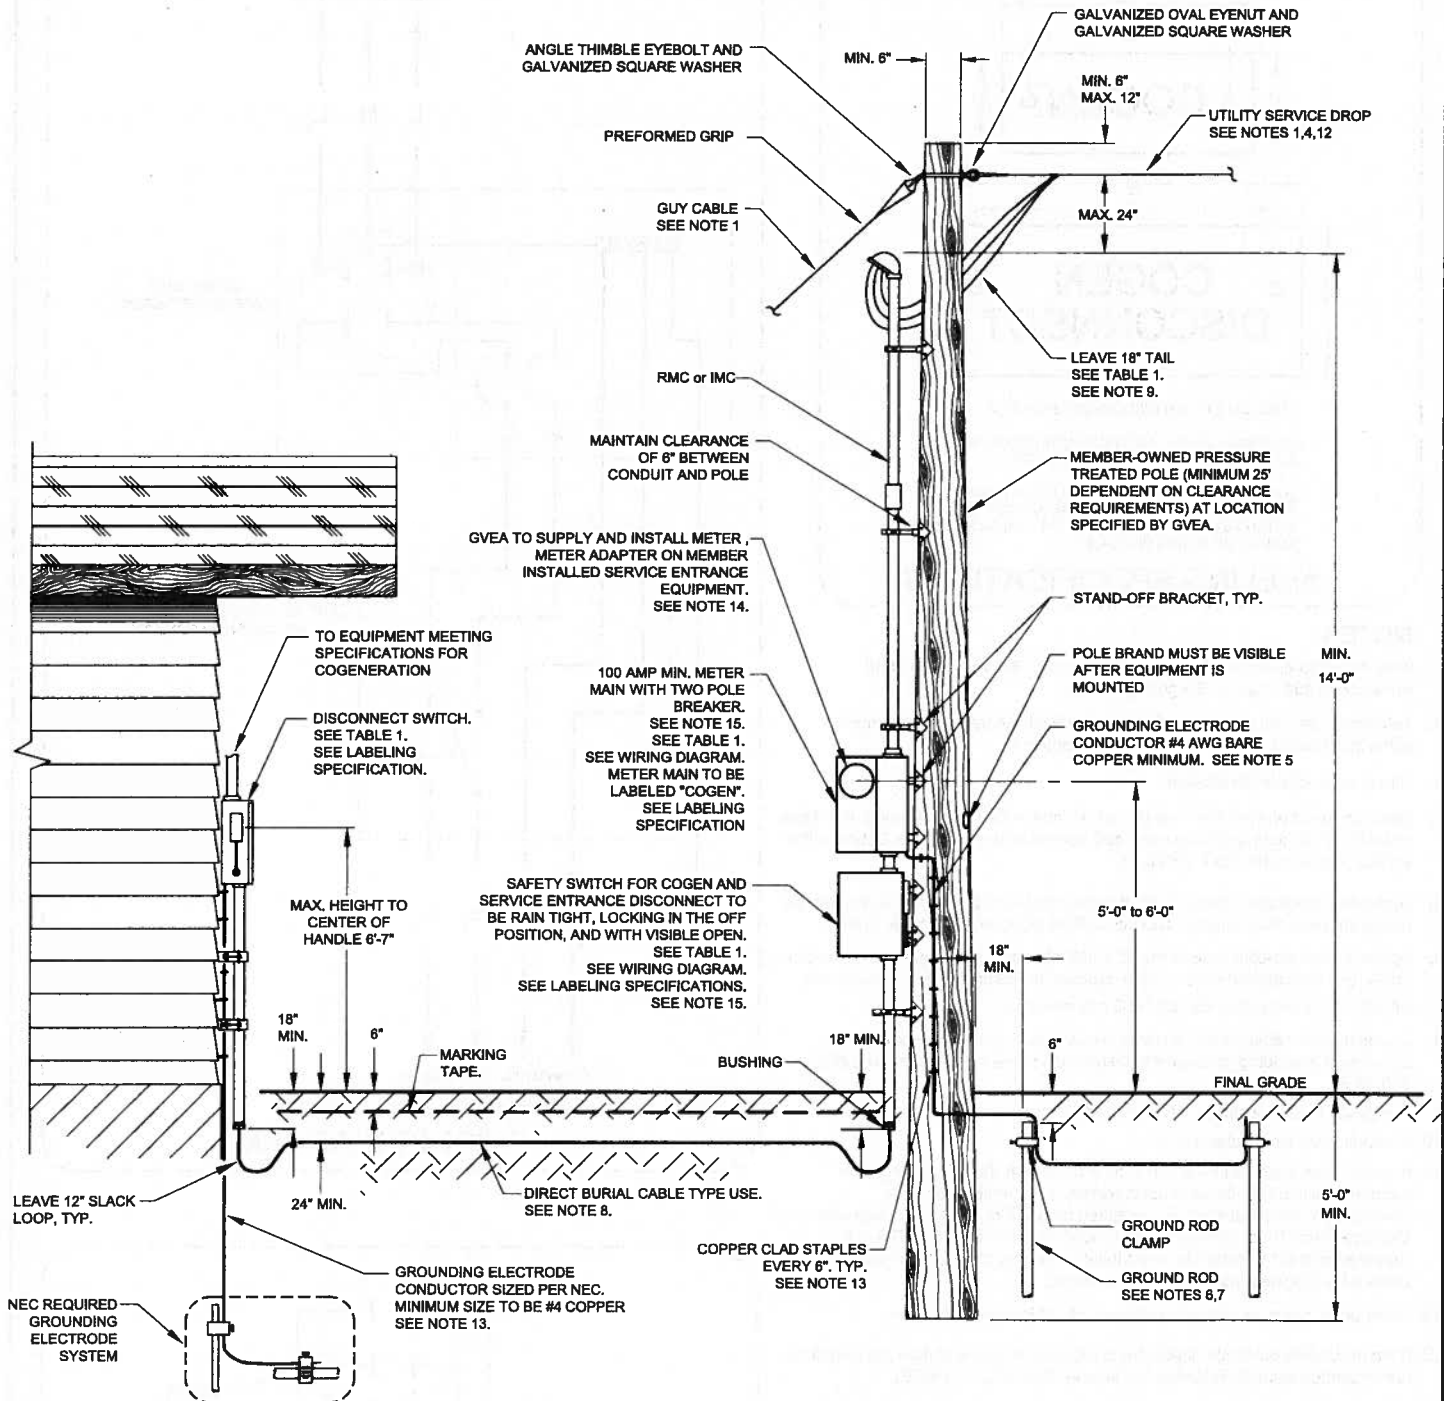 GALVANIZED OVAL EYENUT AND
GALVANIZED SQUARE WASHER
ANGLE THIMBLE EYEBOLT AND
GALVANIZED SQUARE WASHER
MIN. 6"
MIN. 6"
MAX. 12"
UTILITY SERVICE DROP
SEE NOTES 1,4,12
PREFORMED GRIP
GUY CABLE
SEE NOTE 1
MAX. 24"
LEAVE 18" TAIL
SEE TABLE 1.
SEE NOTE 9.
RMC or IMC
MAINTAIN CLEARANCE
OF 6" BETWEEN
CONDUIT AND POLE
MEMBER-OWNED PRESSURE
TREATED POLE (MINIMUM 25'
DEPENDENT ON CLEARANCE
REQUIREMENTS) AT LOCATION
SPECIFIED BY GVEA.
GVEA TO SUPPLY AND INSTALL METER ,
METER ADAPTER ON MEMBER
INSTALLED SERVICE ENTRANCE
EQUIPMENT.
SEE NOTE 14.
STAND-OFF BRACKET, TYP.
TO EQUIPMENT MEETING
SPECIFICATIONS FOR
COGENERATION
POLE BRAND MUST BE VISIBLE
AFTER EQUIPMENT IS
MOUNTED
MIN.
14'-0"
100 AMP MIN. METER
MAIN WITH TWO POLE
BREAKER.
SEE NOTE 15.
SEE TABLE 1.
SEE WIRING DIAGRAM.
METER MAIN TO BE
LABELED "COGEN".
SEE LABELING
SPECIFICATION
DISCONNECT SWITCH.
SEE TABLE 1.
SEE LABELING
SPECIFICATION.
GROUNDING ELECTRODE
CONDUCTOR #4 AWG BARE
COPPER MINIMUM. SEE NOTE 5
SAFETY SWITCH FOR COGEN AND
SERVICE ENTRANCE DISCONNECT TO
BE RAIN TIGHT, LOCKING IN THE OFF
POSITION, AND WITH VISIBLE OPEN.
SEE TABLE 1.
SEE WIRING DIAGRAM.
SEE LABELING SPECIFICATIONS.
SEE NOTE 15.
MAX. HEIGHT TO
CENTER OF
HANDLE 6'-7"
5'-0" to 6'-0"
18"
MIN.
18"
MIN.
6"
MARKING
TAPE.
18" MIN.
BUSHING
6"
FINAL GRADE
LEAVE 12" SLACK
LOOP, TYP.
24" MIN.
DIRECT BURIAL CABLE TYPE USE.
SEE NOTE 8.
5'-0"
MIN.
GROUND ROD
CLAMP
COPPER CLAD STAPLES
EVERY 6". TYP.
SEE NOTE 13
GROUND ROD
SEE NOTES 6,7
GROUNDING ELECTRODE
CONDUCTOR SIZED PER NEC.
MINIMUM SIZE TO BE #4 COPPER
SEE NOTE 13.
NEC REQUIRED
GROUNDING
ELECTRODE
SYSTEM